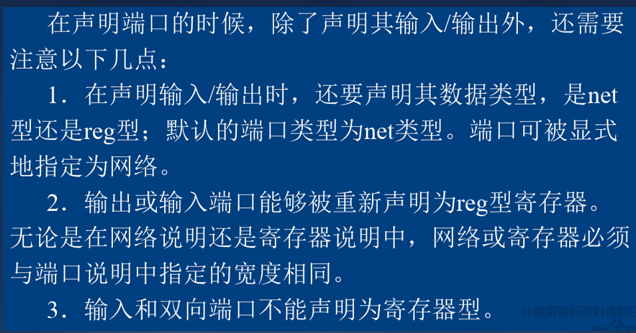 在声明端口的时候，除了声明其输入/输出外，还需要
注意以下几点：
1．在声明输入/输出时，还要声明其数据类型，是net
型还是reg型；默认的端口类型为net类型。端口可被显式
地指定为网络。
2．输出或输入端口能够被重新声明为reg型寄存器。
无论是在网络说明还是寄存器说明中，网络或寄存器必须
与端口说明中指定的宽度相同。
3．输入和双向端口不能声明为寄存器型。